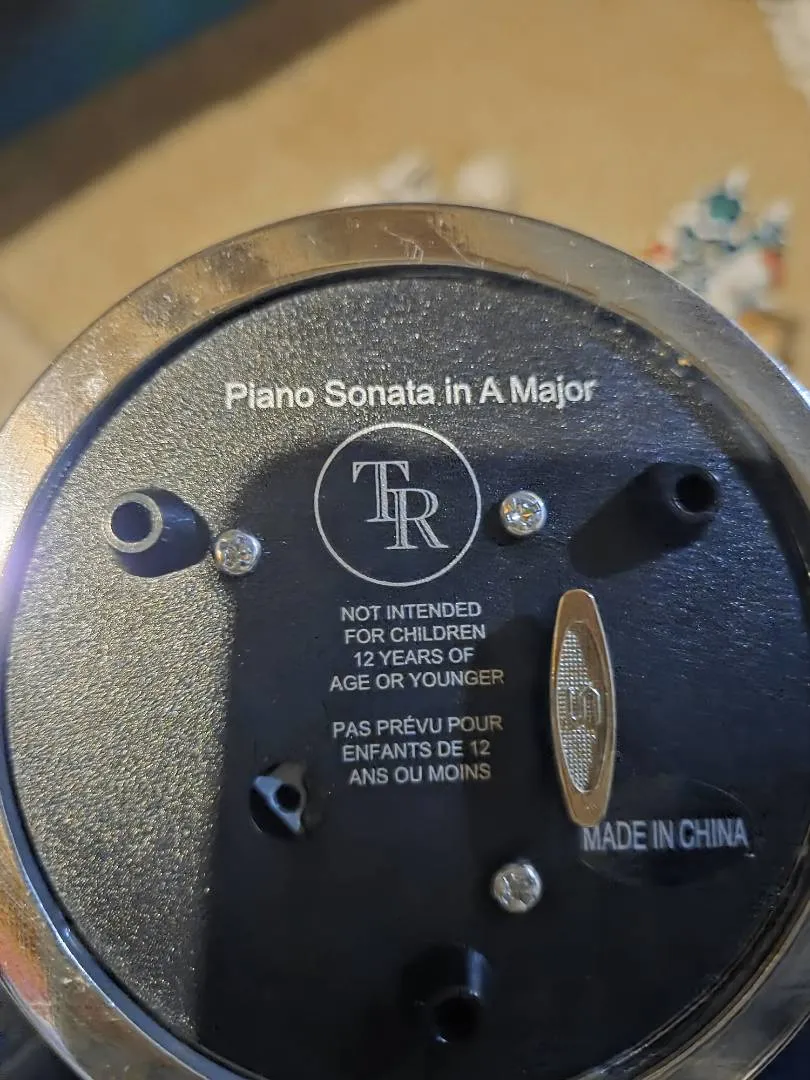 Piano Sonata in A Major
TR
NOT INTENDED
FOR CHILDREN
12 YEARS OF
AGE OR YOUNGER
PAS PRÉVU POUR
ENFANTS DE 12
ANS OU MOINS
S
MADE IN CHINA